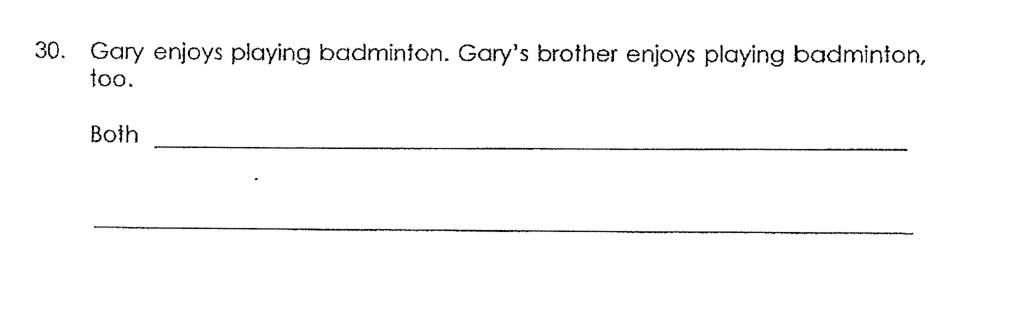 30. Gary enjoys playing badminton. Gary's brother enjoys playing badminton,
too.
Both